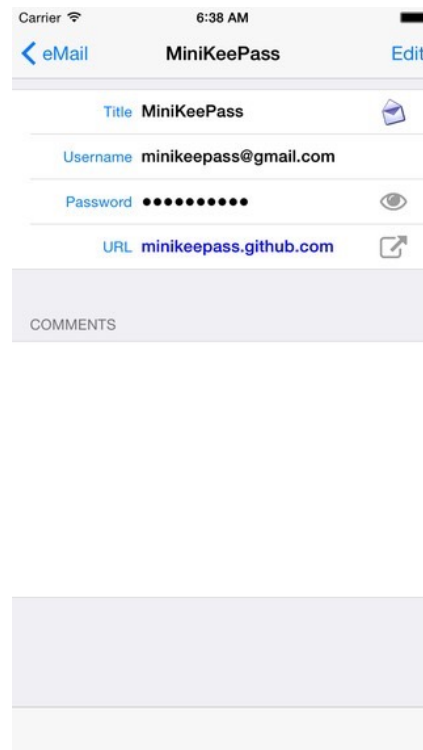 Carrier 6:38 AM
eMail MiniKeePass Edit
Title MiniKeePass
Username minikeepass@gmail.com
Password ●●●●●●●●●●
URL minikeepass.github.com
COMMENTS